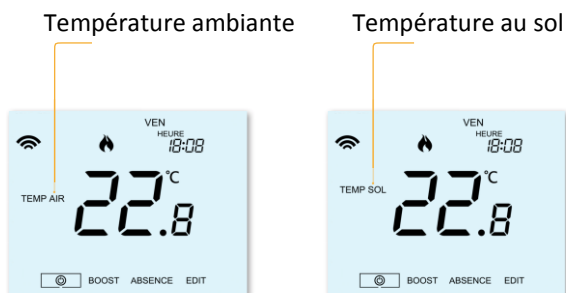 Température ambiante
Température au sol
VEN
HEURE
18:08
TEMP AIR
22.8 °C
BOOST ABSENCE EDIT
VEN
HEURE
18:08
TEMP SOL
22.8 °C
BOOST ABSENCE EDIT